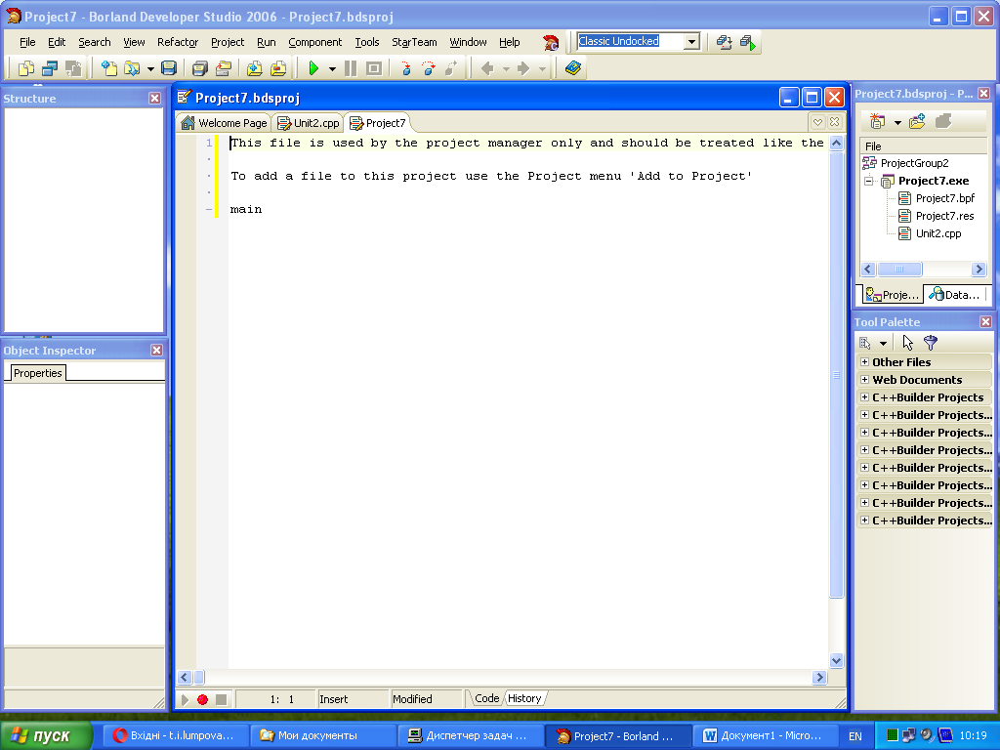 Project7 - Borland Developer Studio 2006 - Project7.bdsproj
File Edit Search View Refactor Project Run Component Tools StarTeam Window Help
Classic Undocked
Structure
Project7.bdsproj
Welcome Page Unit2.cpp Project7
1 This file is used by the project manager only and should be treated like the
To add a file to this project use the Project menu 'Add to Project'
main
1: 1 Insert Modified Code History
Object Inspector
Properties
Project7.bdsproj - P...
File
ProjectGroup2
Project7.exe
Project7.bpf
Project7.res
Unit2.cpp
Proje... Data...
Tool Palette
Other Files
Web Documents
C++Builder Projects
C++Builder Projects...
C++Builder Projects...
C++Builder Projects...
C++Builder Projects...
C++Builder Projects...
C++Builder Projects...
C++Builder Projects...
пуск Вхідні - t.i.lumpova... Мои документы Диспетчер задач ... Project7 - Borland ... Документ1 - Micro... EN 10:19